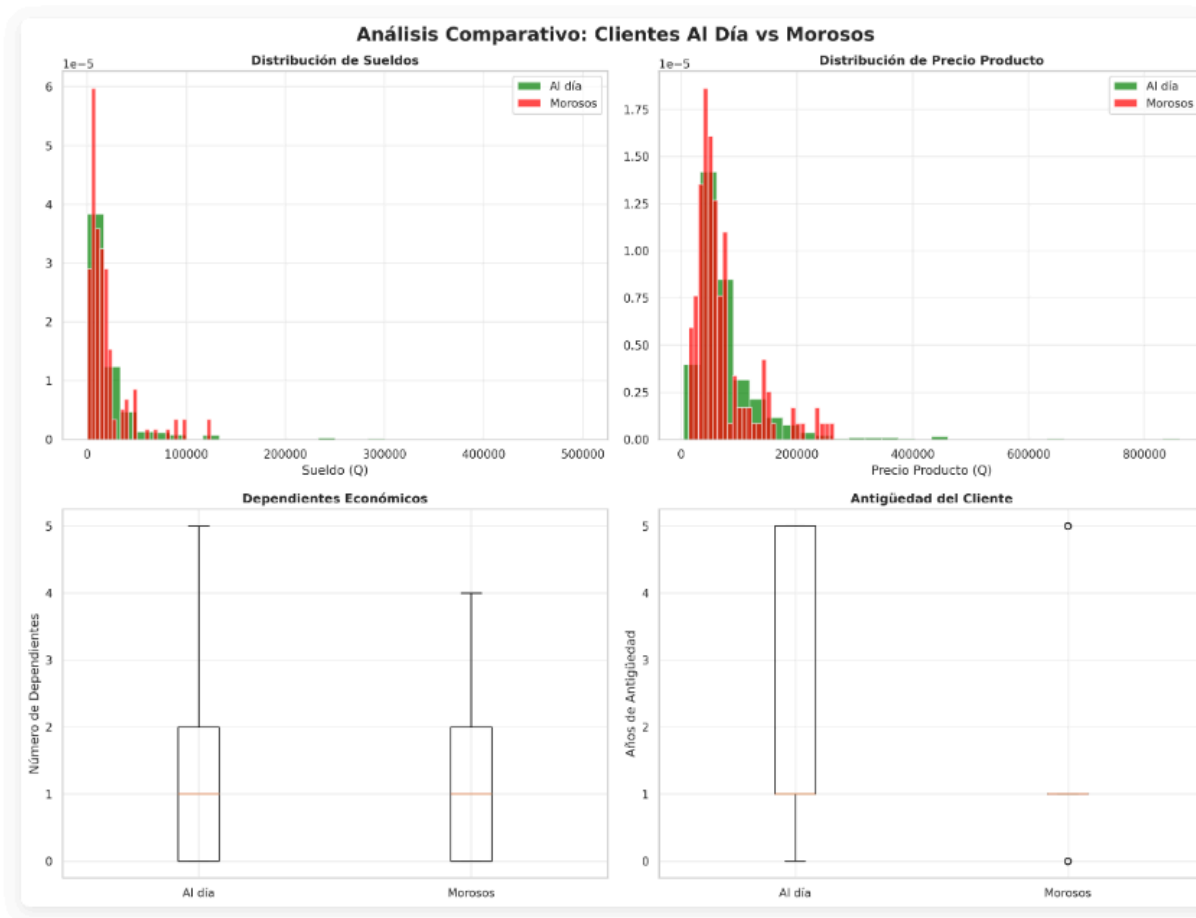 Análisis Comparativo: Clientes Al Día vs Morosos
Distribución de Sueldos
1e−5
Al día
Morosos
6
5
4
3
2
1
0
0 100000 200000 300000 400000 500000
Sueldo (Q)
Distribución de Precio Producto
1e−5
Al día
Morosos
1.75
1.50
1.25
1.00
0.75
0.50
0.25
0.00
0 200000 400000 600000 800000
Precio Producto (Q)
Dependientes Económicos
Número de Dependientes
5
4
3
2
1
0
Al día Morosos
Antigüedad del Cliente
Años de Antigüedad
5
4
3
2
1
0
Al día Morosos